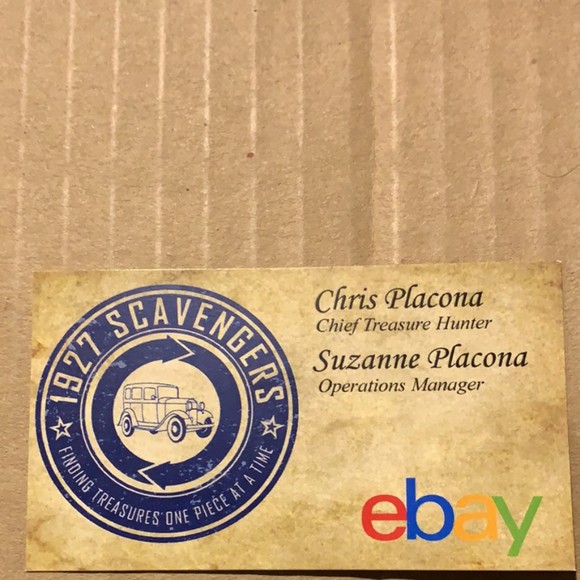 1927 SCAVENGERS
FINDING TREASURES ONE PIECE AT A TIME
Chris Placona
Chief Treasure Hunter
Suzanne Placona
Operations Manager
ebay